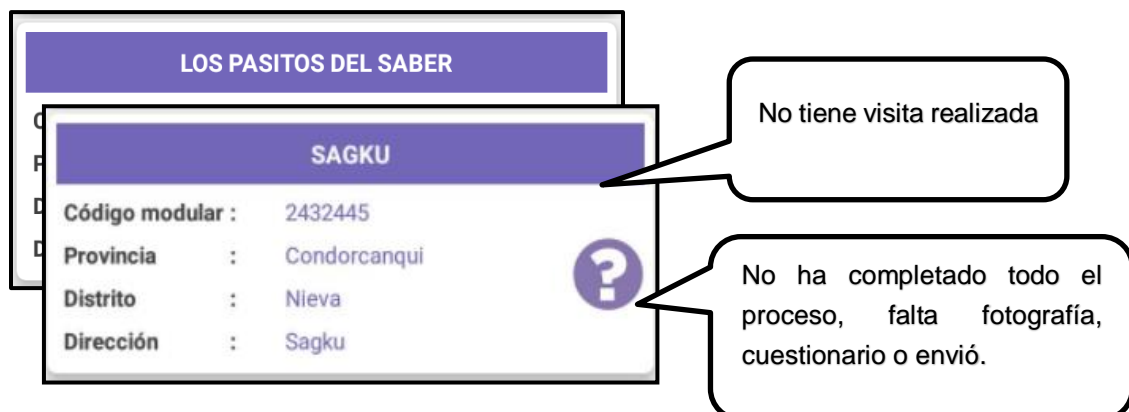 LOS PASITOS DEL SABER
SAGKU
Código modular : 2432445
Provincia : Condorcanqui
Distrito : Nieva
Dirección : Sagku
No tiene visita realizada
No ha completado todo el
proceso, falta fotografía,
cuestionario o envió.